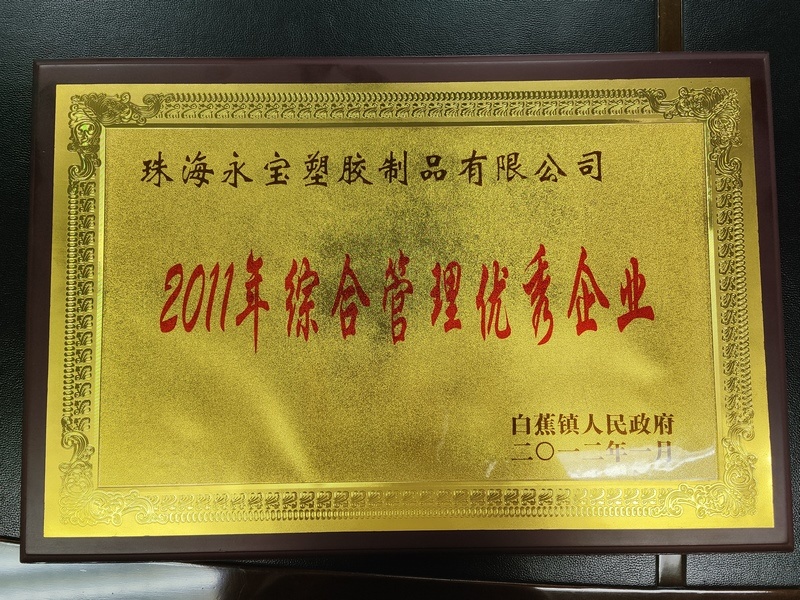 珠海永宝塑胶制品有限公司
2011年综合管理优秀企业
白蕉镇人民政府
二〇一二年一月